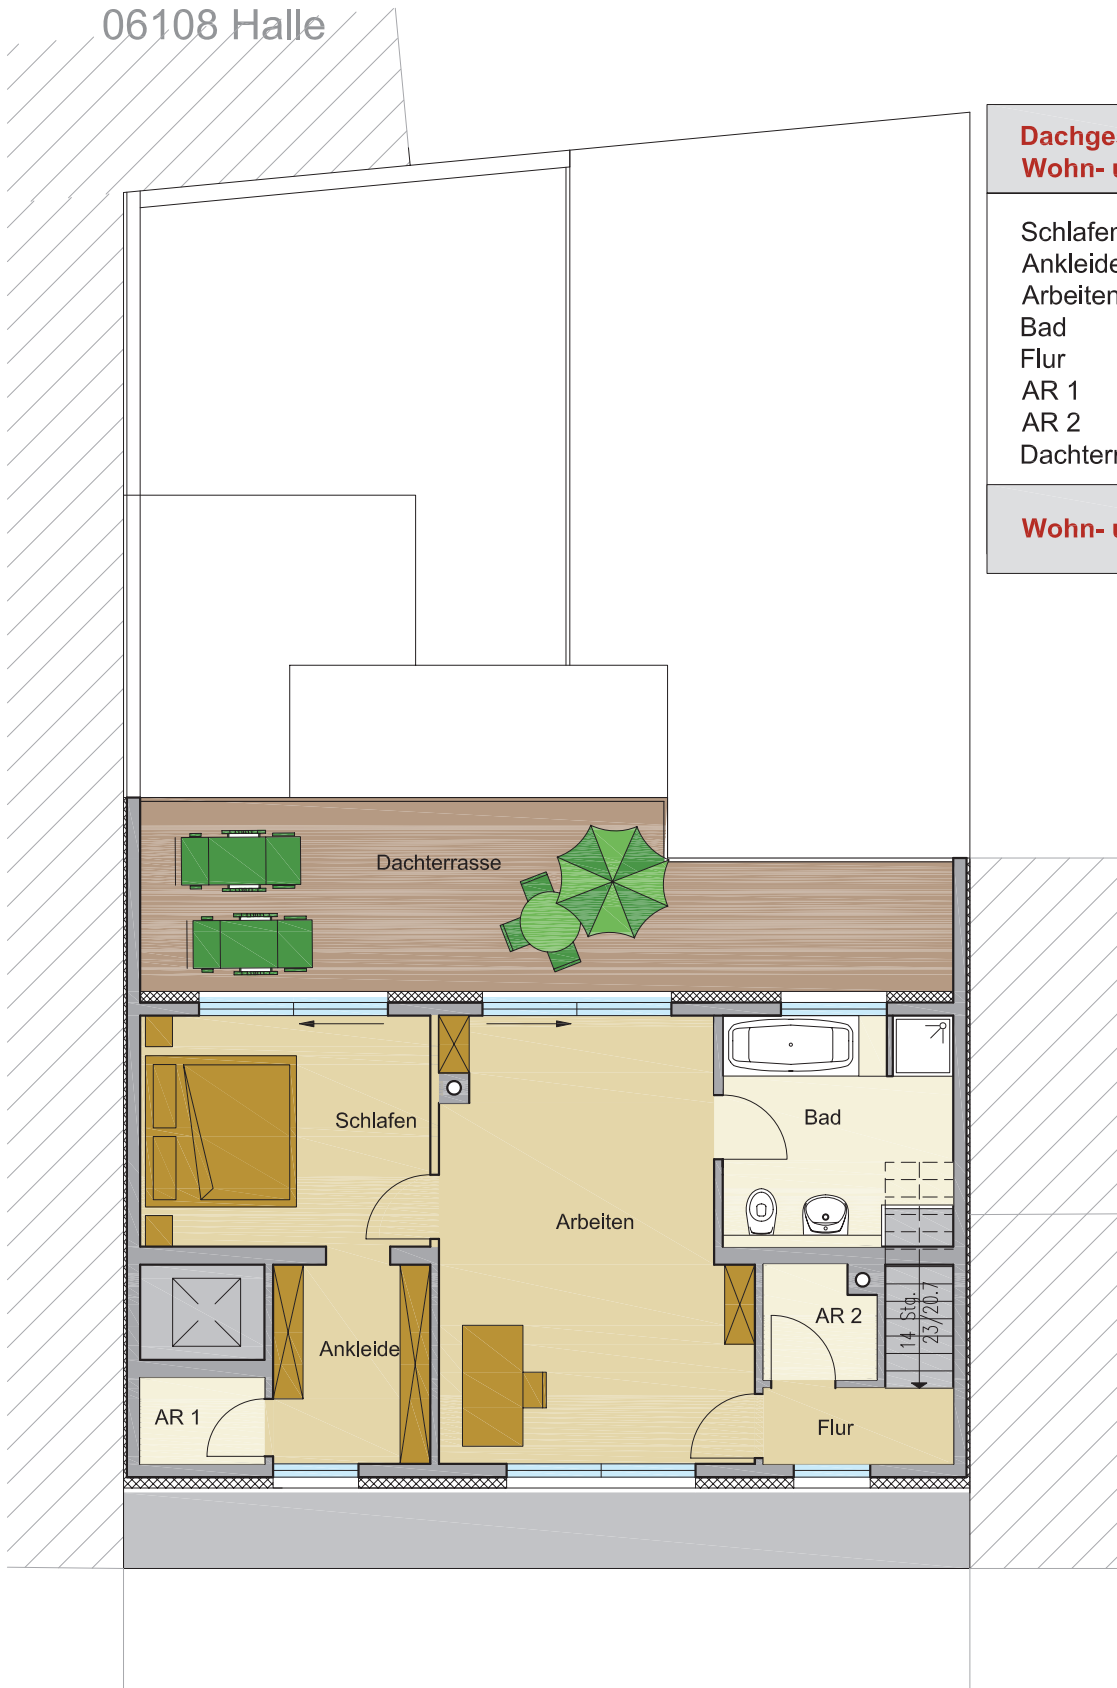 06108 Halle
Dachge
Wohn-
Schlafen
Ankleide
Arbeiten
Bad
Flur
AR 1
AR 2
Dachterr
Wohn-
Dachterrasse
Schlafen
Bad
Arbeiten
AR 2
14 Stg.
23/20.7
Ankleide
AR 1
Flur